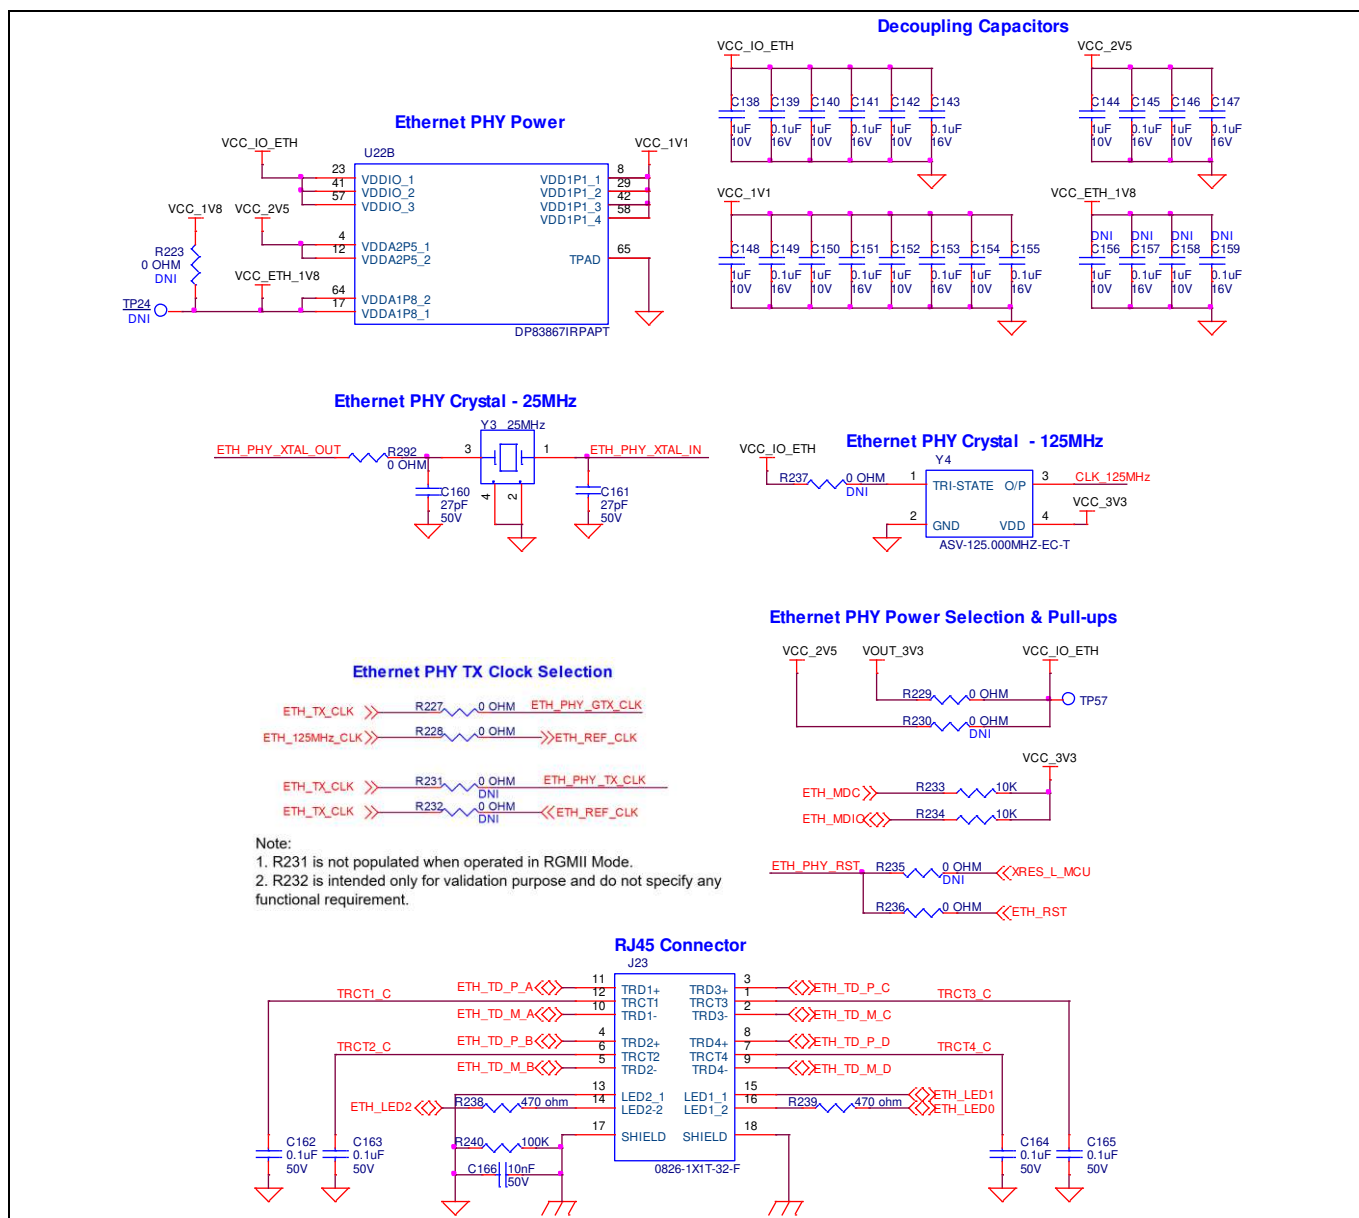 Decoupling Capacitors
VCC_IO_ETH
VCC_2V5
C138 C139 C140 C141 C142 C143
1uF 0.1uF 1uF 0.1uF 1uF 0.1uF
10V 16V 10V 16V 10V 16V
C144 C145 C146 C147
1uF 0.1uF 1uF 0.1uF
10V 16V 10V 16V
VCC_1V1
VCC_ETH_1V8
C148 C149 C150 C151 C152 C153 C154 C155
1uF 0.1uF 1uF 0.1uF 1uF 0.1uF 1uF 0.1uF
10V 16V 10V 16V 10V 16V 10V 16V
DNI DNI DNI DNI
C156 C157 C158 C159
1uF 0.1uF 1uF 0.1uF
10V 16V 10V 16V
Ethernet PHY Power
VCC_IO_ETH
U22B
VCC_1V1
23 VDDIO_1 VDD1P1_1 8
41 VDDIO_2 VDD1P1_2 29
57 VDDIO_3 VDD1P1_3 42
VDD1P1_4 58
VCC_1V8 VCC_2V5
4 VDDA2P5_1
12 VDDA2P5_2 TPAD 65
R223
0 OHM
DNI
VCC_ETH_1V8
64 VDDA1P8_2
17 VDDA1P8_1
TP24
DNI
DP83867IRPAPT
Ethernet PHY Crystal - 25MHz
Y3 25MHz
ETH_PHY_XTAL_OUT R292 3 1 ETH_PHY_XTAL_IN
0 OHM
C160
27pF
50V
4 2
C161
27pF
50V
Ethernet PHY Crystal - 125MHz
VCC_IO_ETH
Y4
R237 0 OHM 1 TRI-STATE O/P 3 CLK_125MHz
DNI
VCC_3V3
2 GND VDD 4
ASV-125.000MHZ-EC-T
Ethernet PHY Power Selection & Pull-ups
VCC_2V5 VOUT_3V3 VCC_IO_ETH
R229 0 OHM
TP57
R230 0 OHM
DNI
VCC_3V3
ETH_MDC R233 10K
ETH_MDIO R234 10K
ETH_PHY_RST R235 0 OHM XRES_L_MCU
DNI
R236 0 OHM ETH_RST
Ethernet PHY TX Clock Selection
ETH_TX_CLK R227 0 OHM ETH_PHY_GTX_CLK
ETH_125MHz_CLK R228 0 OHM ETH_REF_CLK
ETH_TX_CLK R231 0 OHM ETH_PHY_TX_CLK
DNI
ETH_TX_CLK R232 0 OHM ETH_REF_CLK
DNI
Note:
1. R231 is not populated when operated in RGMII Mode.
2. R232 is intended only for validation purpose and do not specify any
functional requirement.
RJ45 Connector
J23
ETH_TD_P_A 11 TRD1+ TRD3+ 3 ETH_TD_P_C
TRCT1_C 12 TRCT1 TRCT3 1 TRCT3_C
ETH_TD_M_A 10 TRD1- TRD3- 2 ETH_TD_M_C
ETH_TD_P_B 4 TRD2+ TRD4+ 8 ETH_TD_P_D
TRCT2_C 6 TRCT2 TRCT4 7 TRCT4_C
ETH_TD_M_B 5 TRD2- TRD4- 9 ETH_TD_M_D
13 LED2_1 LED1_1 15 ETH_LED1
ETH_LED2 R238 470 ohm 14 LED2-2 LED1_2 16 R239 470 ohm ETH_LED0
17 SHIELD SHIELD 18
R240 100K
C166 10nF
50V
0826-1X1T-32-F
C162 C163
0.1uF 0.1uF
50V 50V
C164 C165
0.1uF 0.1uF
50V 50V